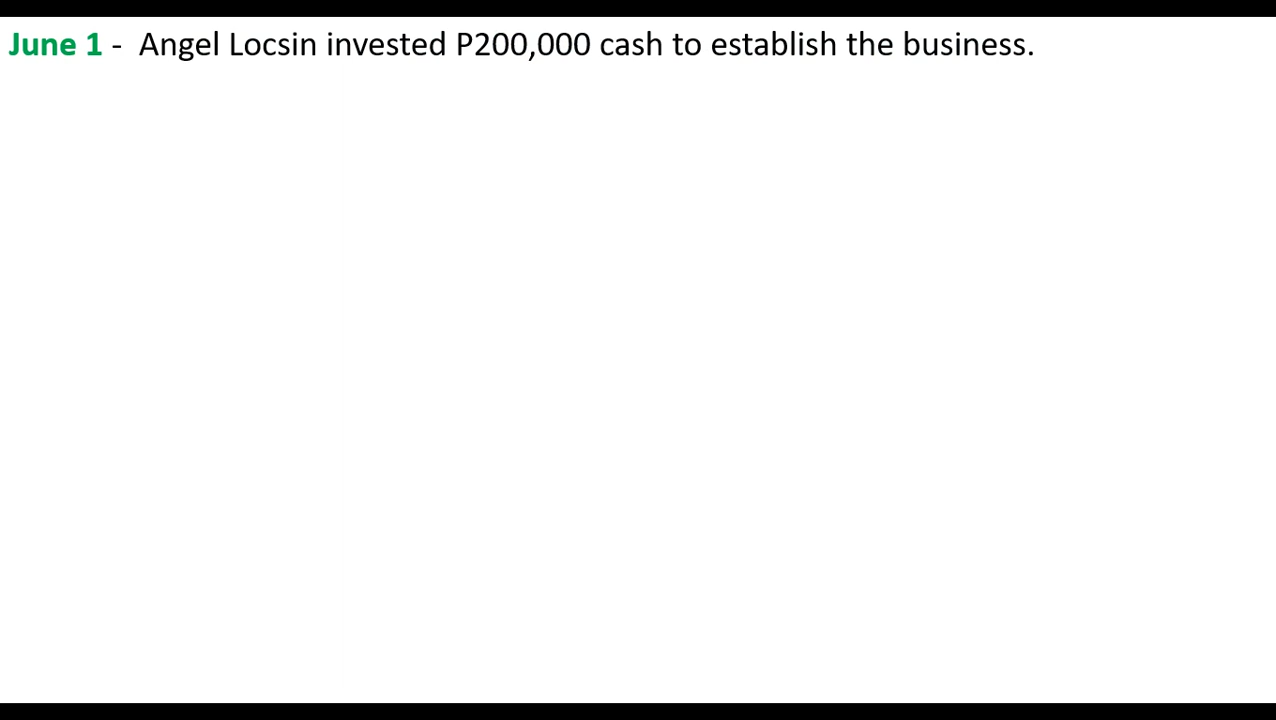 June 1 - Angel Locsin invested P200,000 cash to establish the business.